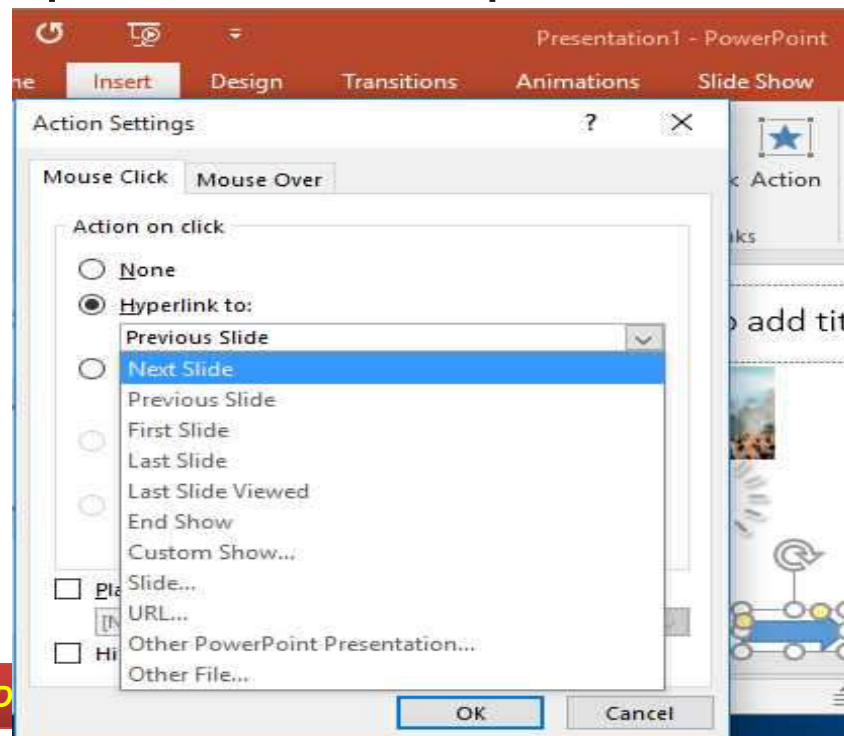 Presentation1 - PowerPoint
Insert Design Transitions Animations Slide Show
Action Settings ? ×
Mouse Click Mouse Over
Action
Action on click
None
Hyperlink to:
add
Previous Slide
Next Slide
Previous Slide
First Slide
Last Slide
Last Slide Viewed
End Show
Custom Show...
Slide...
URL...
Other PowerPoint Presentation...
Other File...
OK Cancel